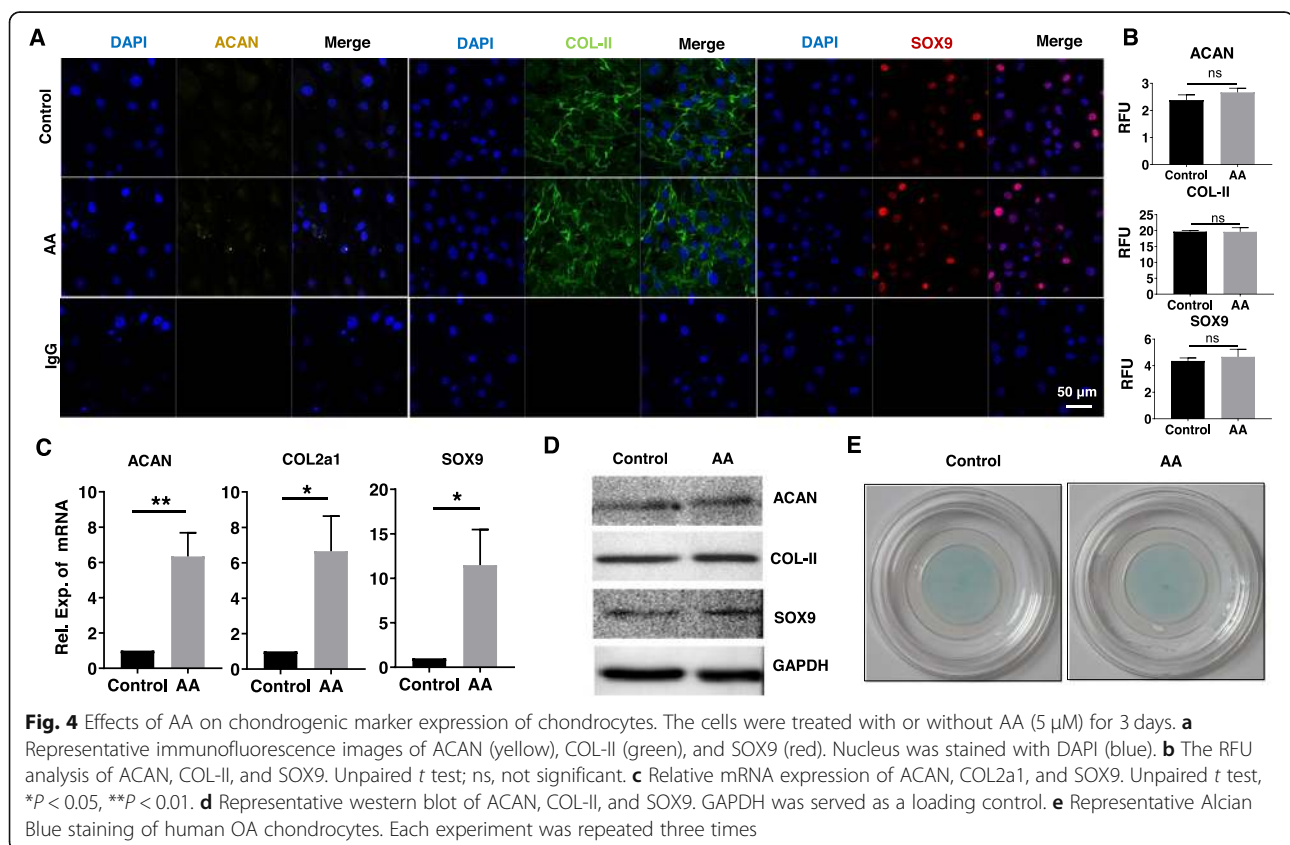 A
B
DAPI ACAN Merge DAPI COL-II Merge DAPI SOX9 Merge
Control
AA
IgG
50 µm
ACAN
ns
RFU
3
2
1
0
Control AA
COL-II
ns
RFU
25
20
15
10
5
0
Control AA
SOX9
ns
RFU
6
4
2
0
Control AA
C
Rel. Exp. of mRNA
ACAN
**
10
8
6
4
2
0
Control AA
COL2a1
*
10
8
6
4
2
0
Control AA
SOX9
*
20
15
10
5
0
Control AA
D
Control AA
ACAN
COL-II
SOX9
GAPDH
E
Control AA
Fig. 4 Effects of AA on chondrogenic marker expression of chondrocytes. The cells were treated with or without AA (5 µM) for 3 days. a
Representative immunofluorescence images of ACAN (yellow), COL-II (green), and SOX9 (red). Nucleus was stained with DAPI (blue). b The RFU
analysis of ACAN, COL-II, and SOX9. Unpaired t test; ns, not significant. c Relative mRNA expression of ACAN, COL2a1, and SOX9. Unpaired t test,
*P < 0.05, **P < 0.01. d Representative western blot of ACAN, COL-II, and SOX9. GAPDH was served as a loading control. e Representative Alcian
Blue staining of human OA chondrocytes. Each experiment was repeated three times